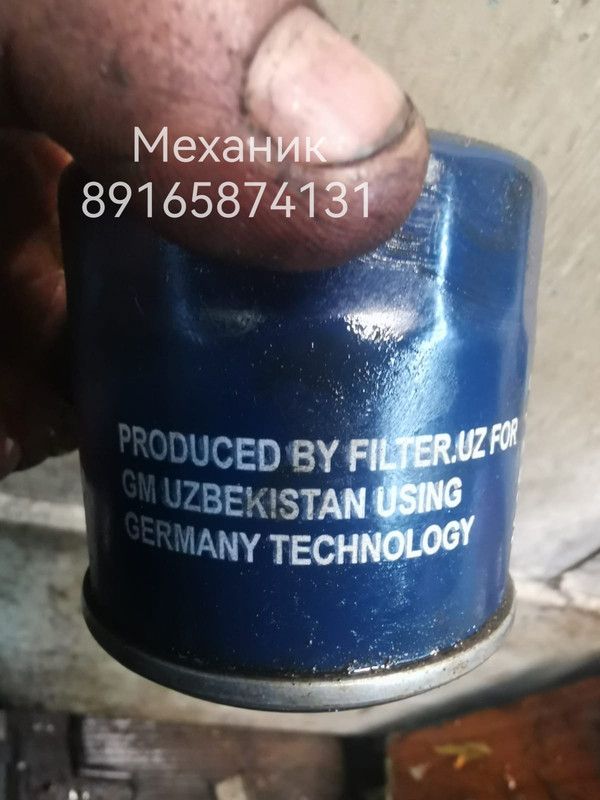 Механик
89165874131
PRODUCED BY FILTER.UZ FOR
GM UZBEKISTAN USING
GERMANY TECHNOLOGY